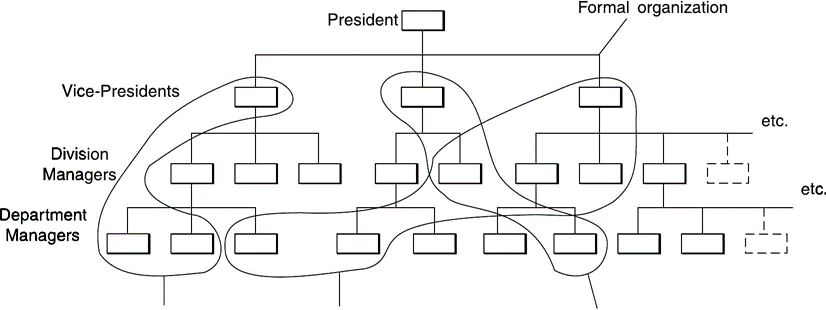 Formal organization
President
Vice-Presidents
etc.
Division
Managers
etc.
Department
Managers